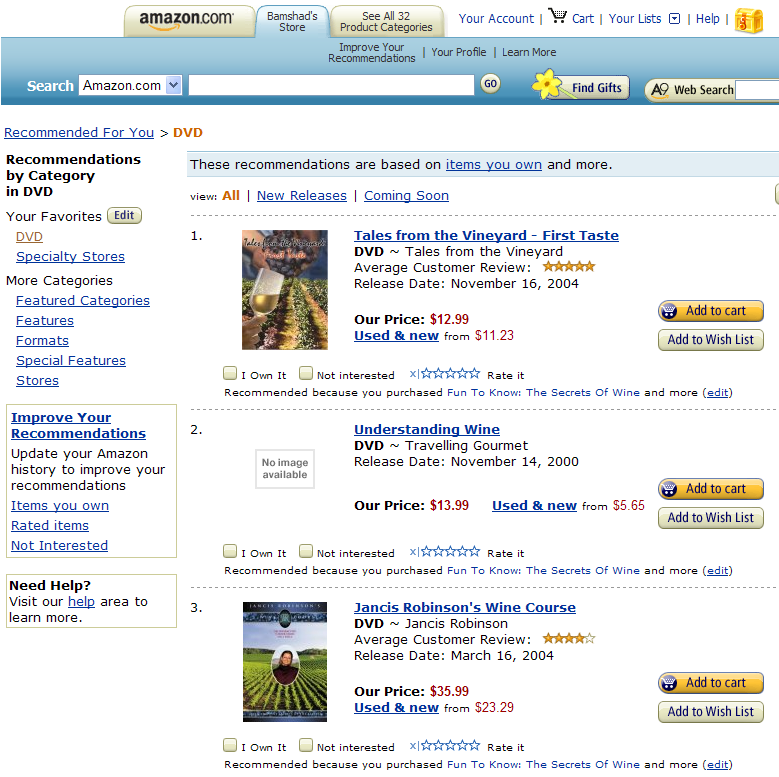 amazon.com
Bamshad's
Store
See All 32
Product Categories
Your Account | Cart | Your Lists | Help |
Improve Your
Recommendations | Your Profile | Learn More
Search Amazon.com GO Find Gifts A9 Web Search
Recommended For You > DVD
Recommendations
by Category
in DVD
Your Favorites Edit
DVD
Specialty Stores
More Categories
Featured Categories
Features
Formats
Special Features
Stores
Improve Your
Recommendations
Update your Amazon
history to improve your
recommendations
Items you own
Rated items
Not Interested
Need Help?
Visit our help area to
learn more.
These recommendations are based on items you own and more.
view: All | New Releases | Coming Soon
1.
Tales from the Vineyard
First Taste
Tales from the Vineyard - First Taste
DVD ~ Tales from the Vineyard
Average Customer Review:
Release Date: November 16, 2004
Our Price: $12.99
Used & new from $11.23
Add to cart
Add to Wish List
I Own It Not interested x| Rate it
Recommended because you purchased Fun To Know: The Secrets Of Wine and more (edit)
2.
No image
available
Understanding Wine
DVD ~ Travelling Gourmet
Release Date: November 14, 2000
Our Price: $13.99 Used & new from $5.65
Add to cart
Add to Wish List
I Own It Not interested x| Rate it
Recommended because you purchased Fun To Know: The Secrets Of Wine and more (edit)
3.
JANCIS ROBINSON'S
Jancis Robinson's Wine Course
DVD ~ Jancis Robinson
Average Customer Review:
Release Date: March 16, 2004
Our Price: $35.99
Used & new from $23.29
Add to cart
Add to Wish List
I Own It Not interested x| Rate it
Recommended because you purchased Fun To Know: The Secrets Of Wine and more (edit)